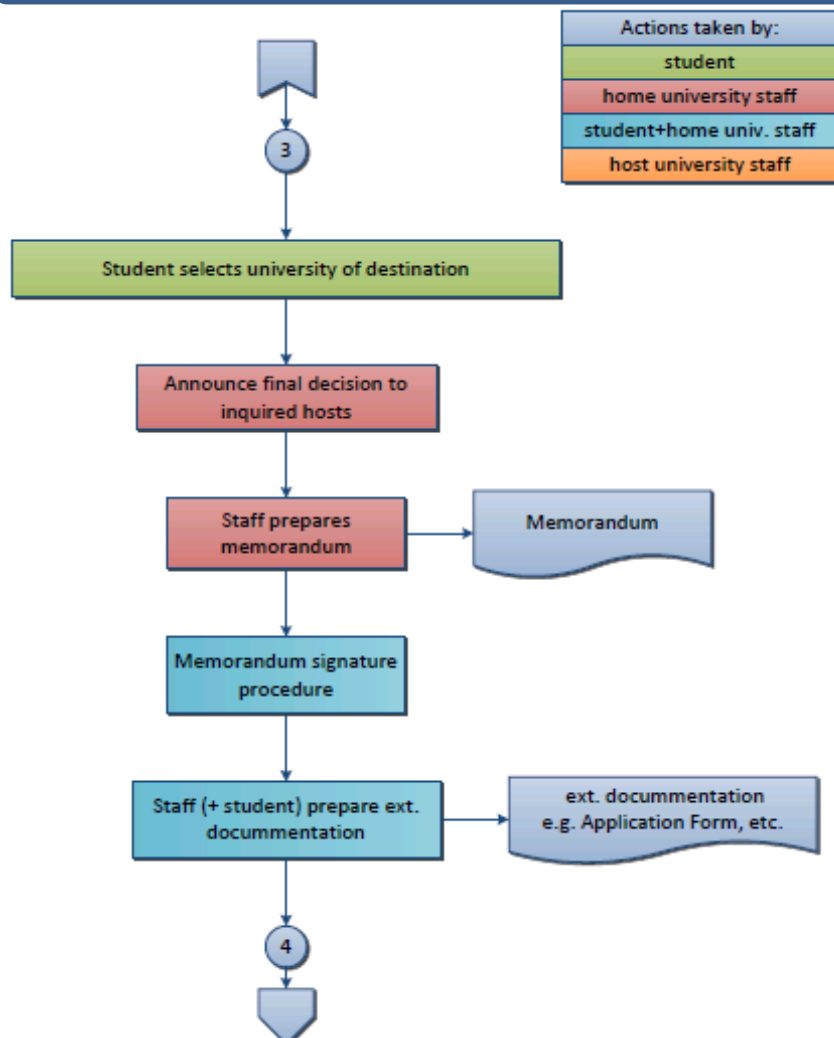 Actions taken by:
student
home university staff
student+home univ. staff
host university staff
3
Student selects university of destination
Announce final decision to
inquired hosts
Staff prepares
memorandum
Memorandum
Memorandum signature
procedure
Staff (+ student) prepare ext.
docummentation
ext. docummentation
e.g. Application Form, etc.
4